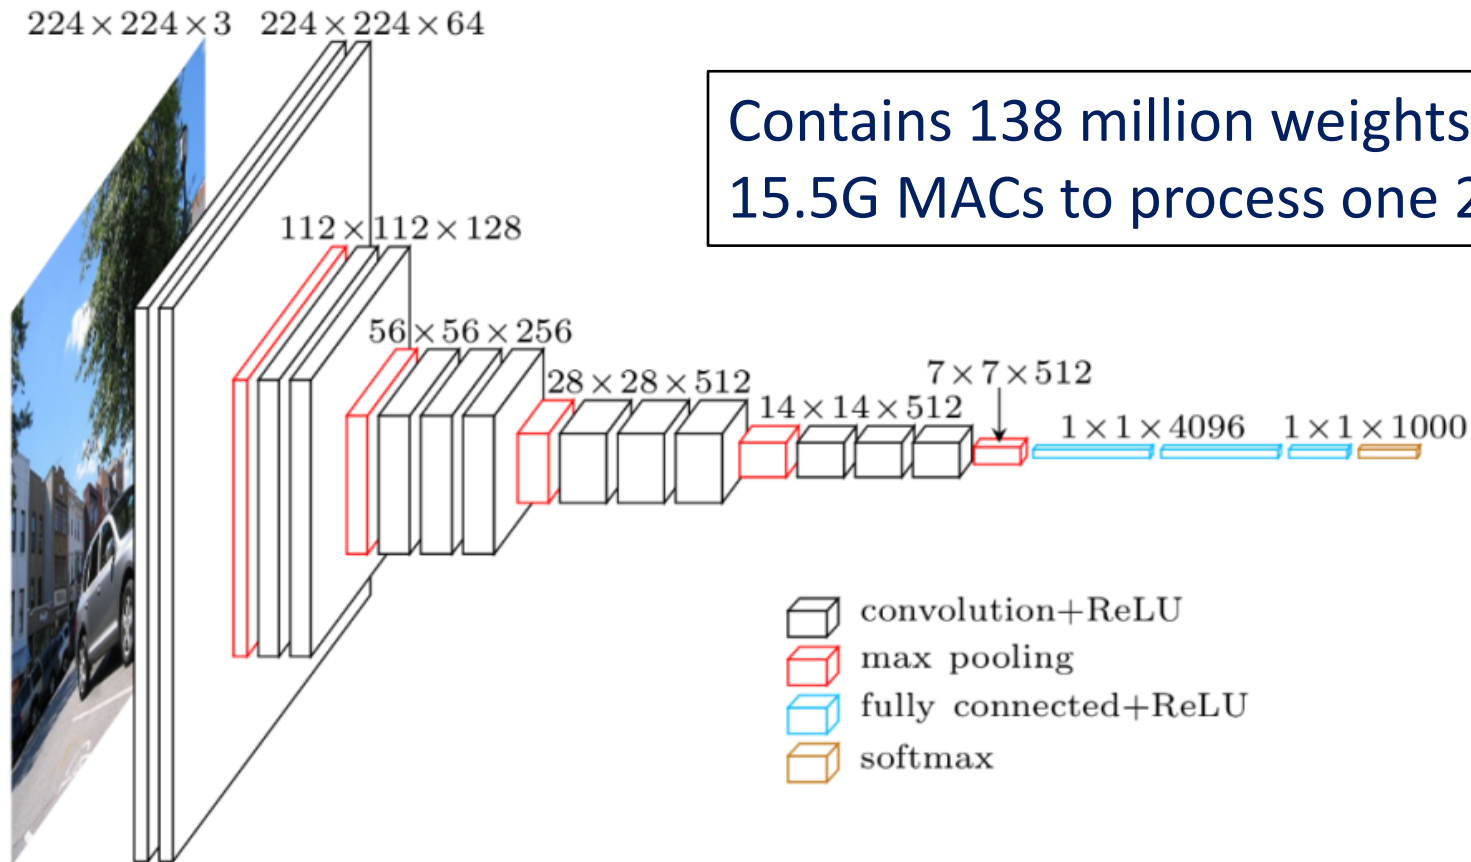 224×224×3 224×224×64
Contains 138 million weights
15.5G MACs to process one 2
112×112×128
56×56×256
28×28×512
7×7×512
14×14×512
1×1×4096 1×1×1000
convolution+ReLU
max pooling
fully connected+ReLU
softmax